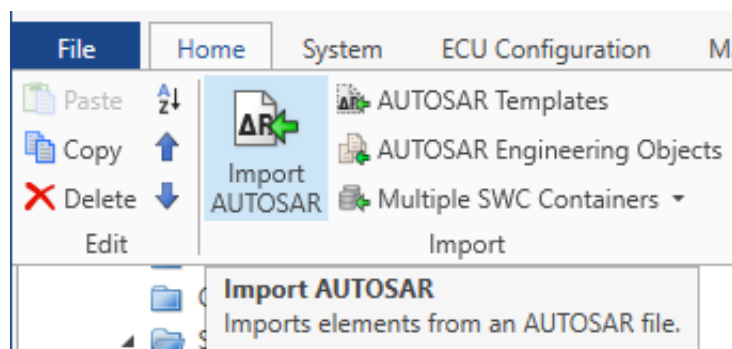 File Home System ECU Configuration
Paste
Copy
Delete
Edit
Import
AUTOSAR
AUTOSAR Templates
AUTOSAR Engineering Objects
Multiple SWC Containers
Import
Import AUTOSAR
Imports elements from an AUTOSAR file.